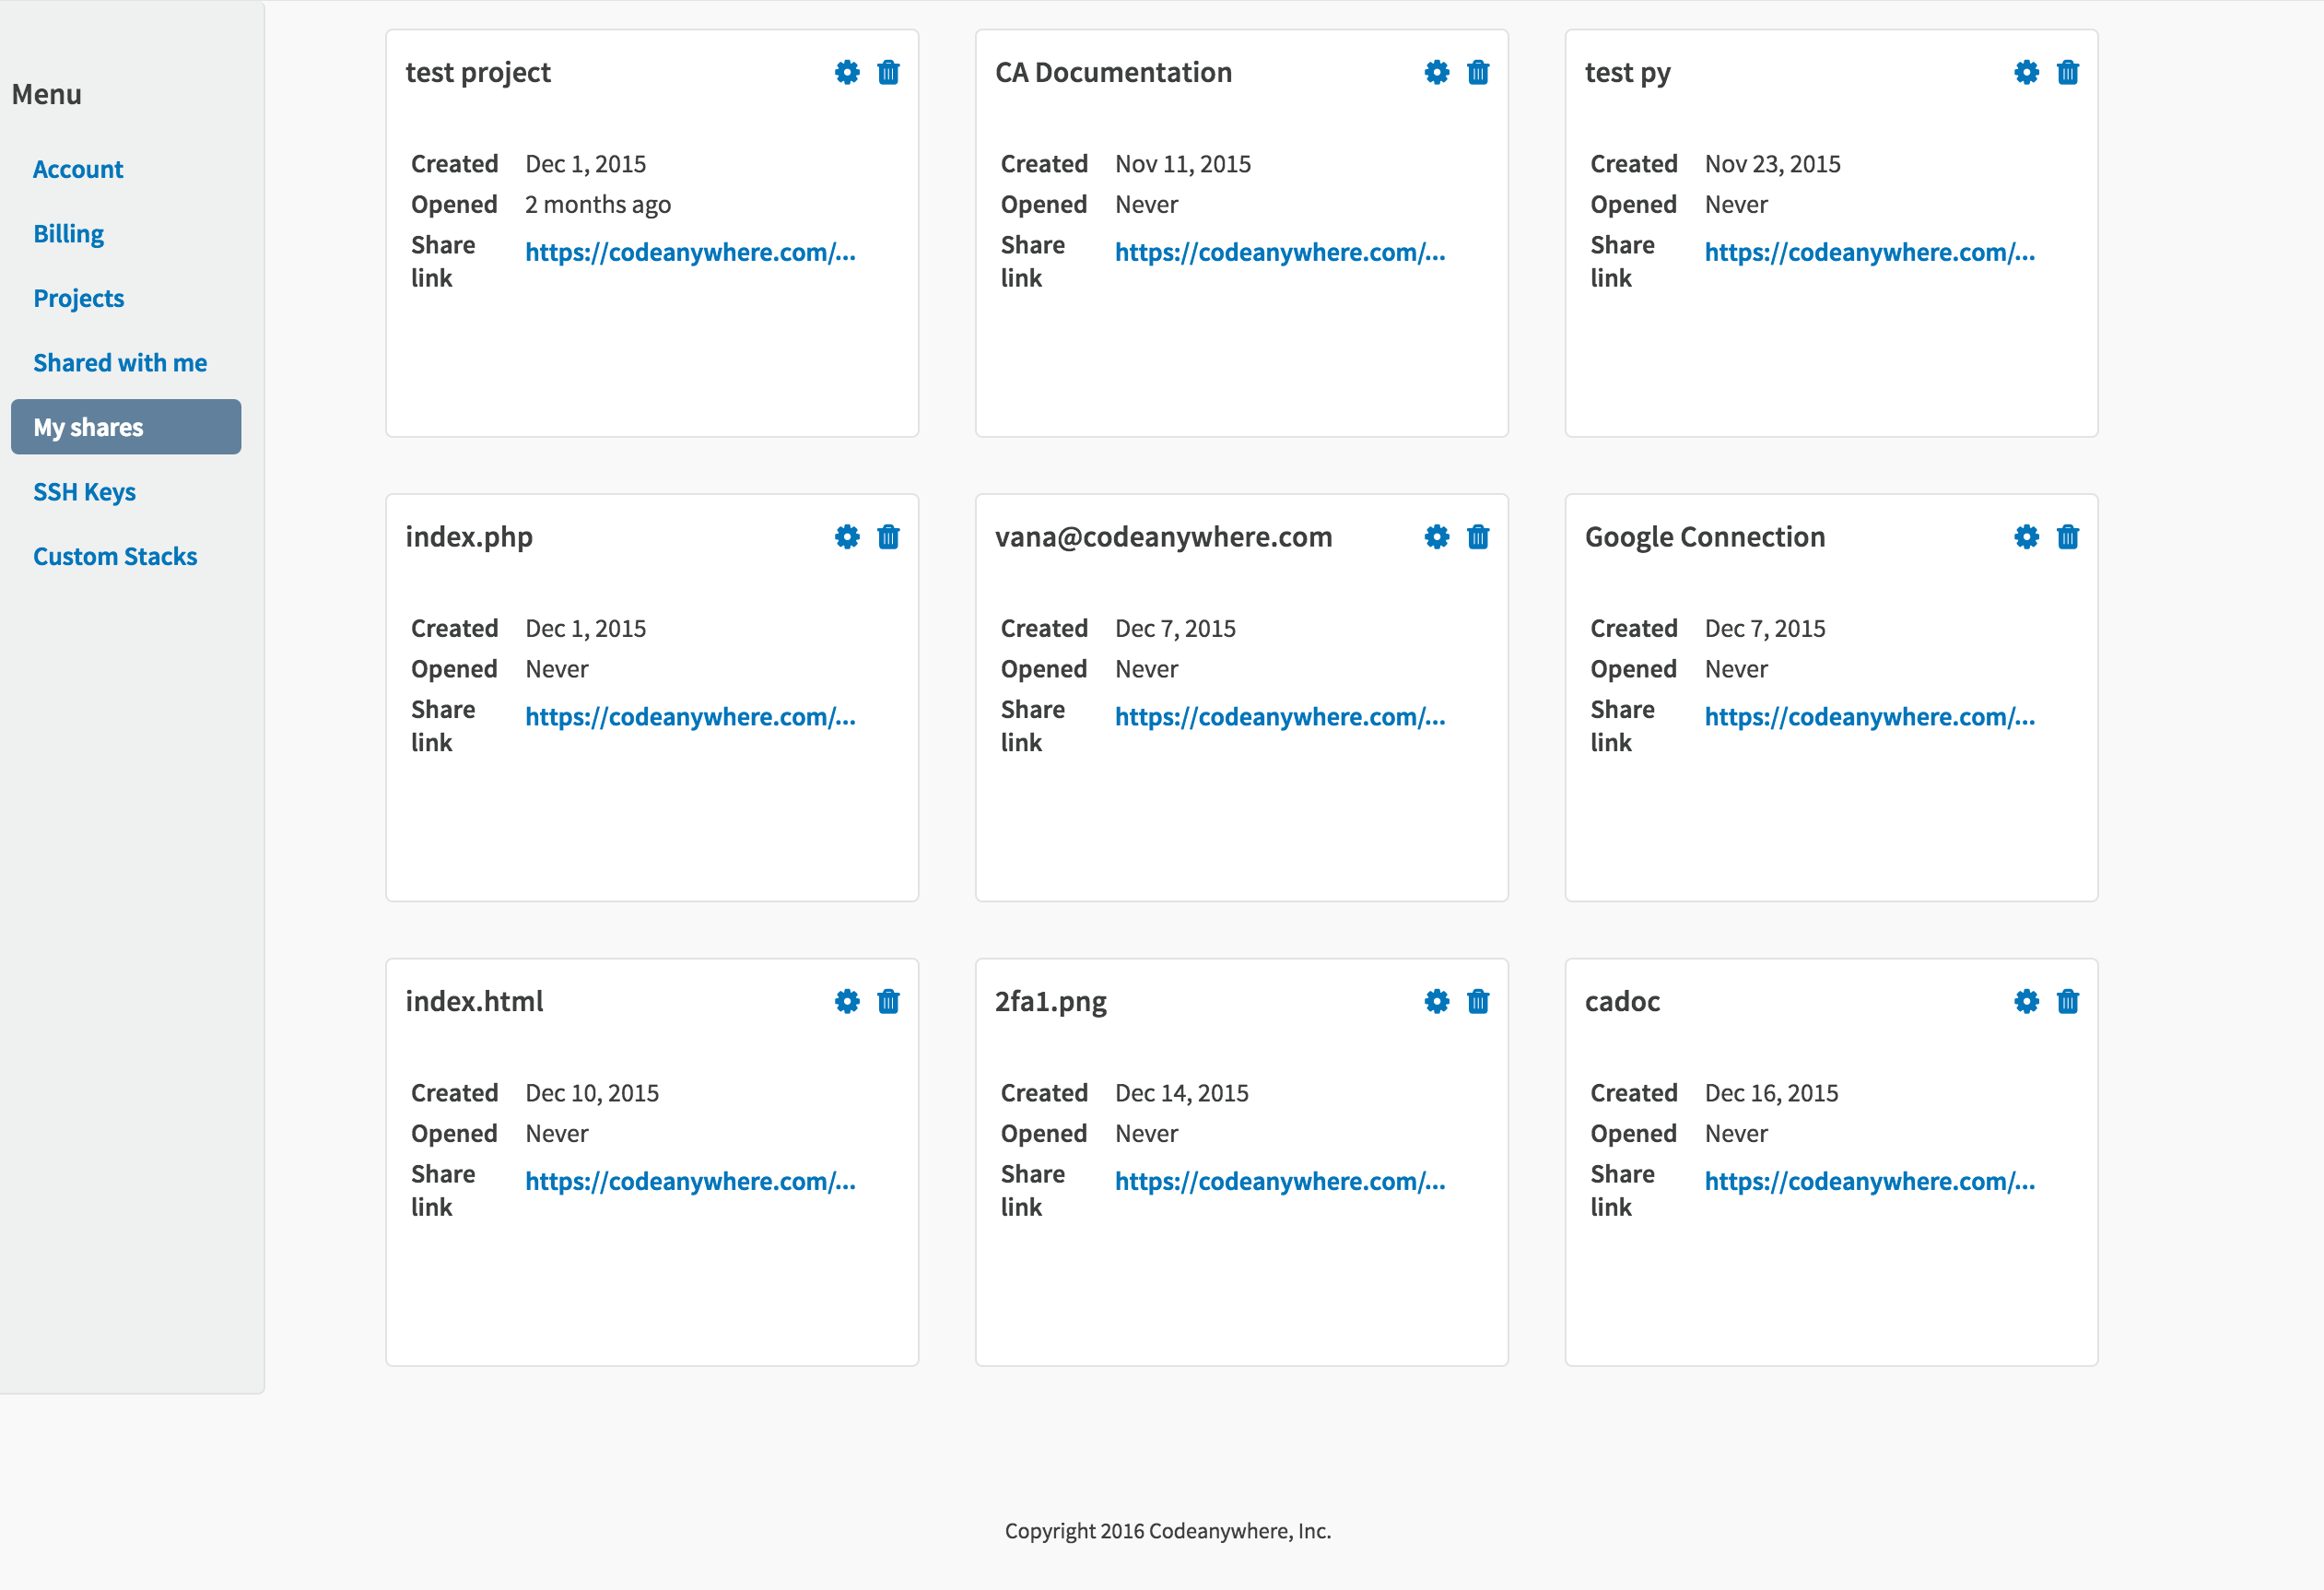 Menu
Account
Billing
Projects
Shared with me
My shares
SSH Keys
Custom Stacks
test project
Created Dec 1, 2015
Opened 2 months ago
Share link https://codeanywhere.com/...
CA Documentation
Created Nov 11, 2015
Opened Never
Share link https://codeanywhere.com/...
test py
Created Nov 23, 2015
Opened Never
Share link https://codeanywhere.com/...
index.php
Created Dec 1, 2015
Opened Never
Share link https://codeanywhere.com/...
vana@codeanywhere.com
Created Dec 7, 2015
Opened Never
Share link https://codeanywhere.com/...
Google Connection
Created Dec 7, 2015
Opened Never
Share link https://codeanywhere.com/...
index.html
Created Dec 10, 2015
Opened Never
Share link https://codeanywhere.com/...
2fa1.png
Created Dec 14, 2015
Opened Never
Share link https://codeanywhere.com/...
cadoc
Created Dec 16, 2015
Opened Never
Share link https://codeanywhere.com/...
Copyright 2016 Codeanywhere, Inc.